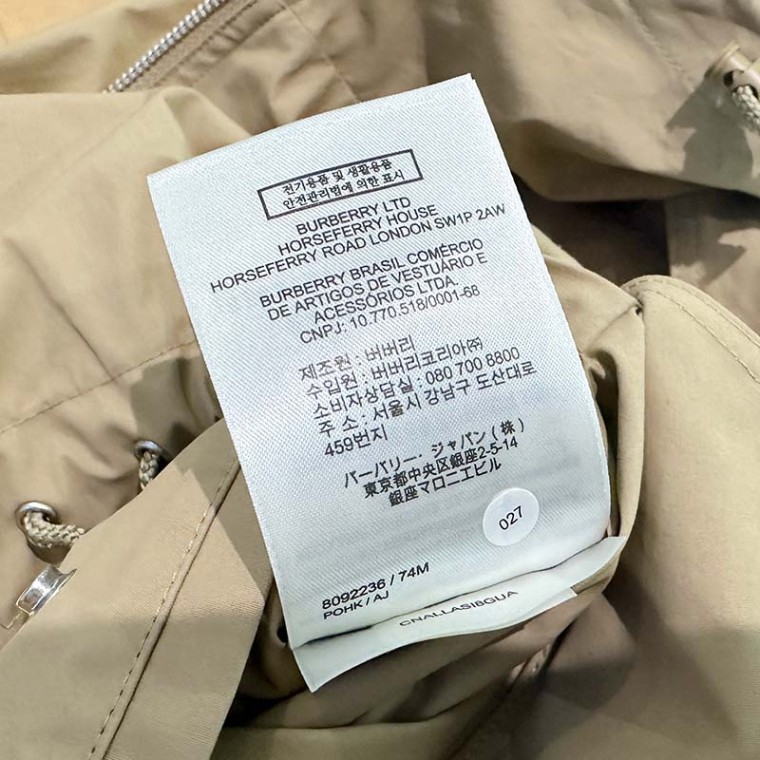 전기용품 및 생활용품
안전관리법에 의한 표시
BURBERRY LTD
HORSEFERRY HOUSE
HORSEFERRY ROAD LONDON SW1P 2AW
BURBERRY BRASIL COMÉRCIO
DE ARTIGOS DE VESTUÁRIO E
ACESSÓRIOS LTDA.
CNPJ: 10.770.518/0001-68
제조원 : 버버리
수입원 : 버버리코리아㈜
소비자상담실 : 080 700 8800
주 소 : 서울시 강남구 도산대로
459번지
バーバリー・ジャパン(株)
東京都中央区銀座2-5-14
銀座マロニエビル
027
8092236 / 74M
POHK / AJ
CNALLASI8GUA